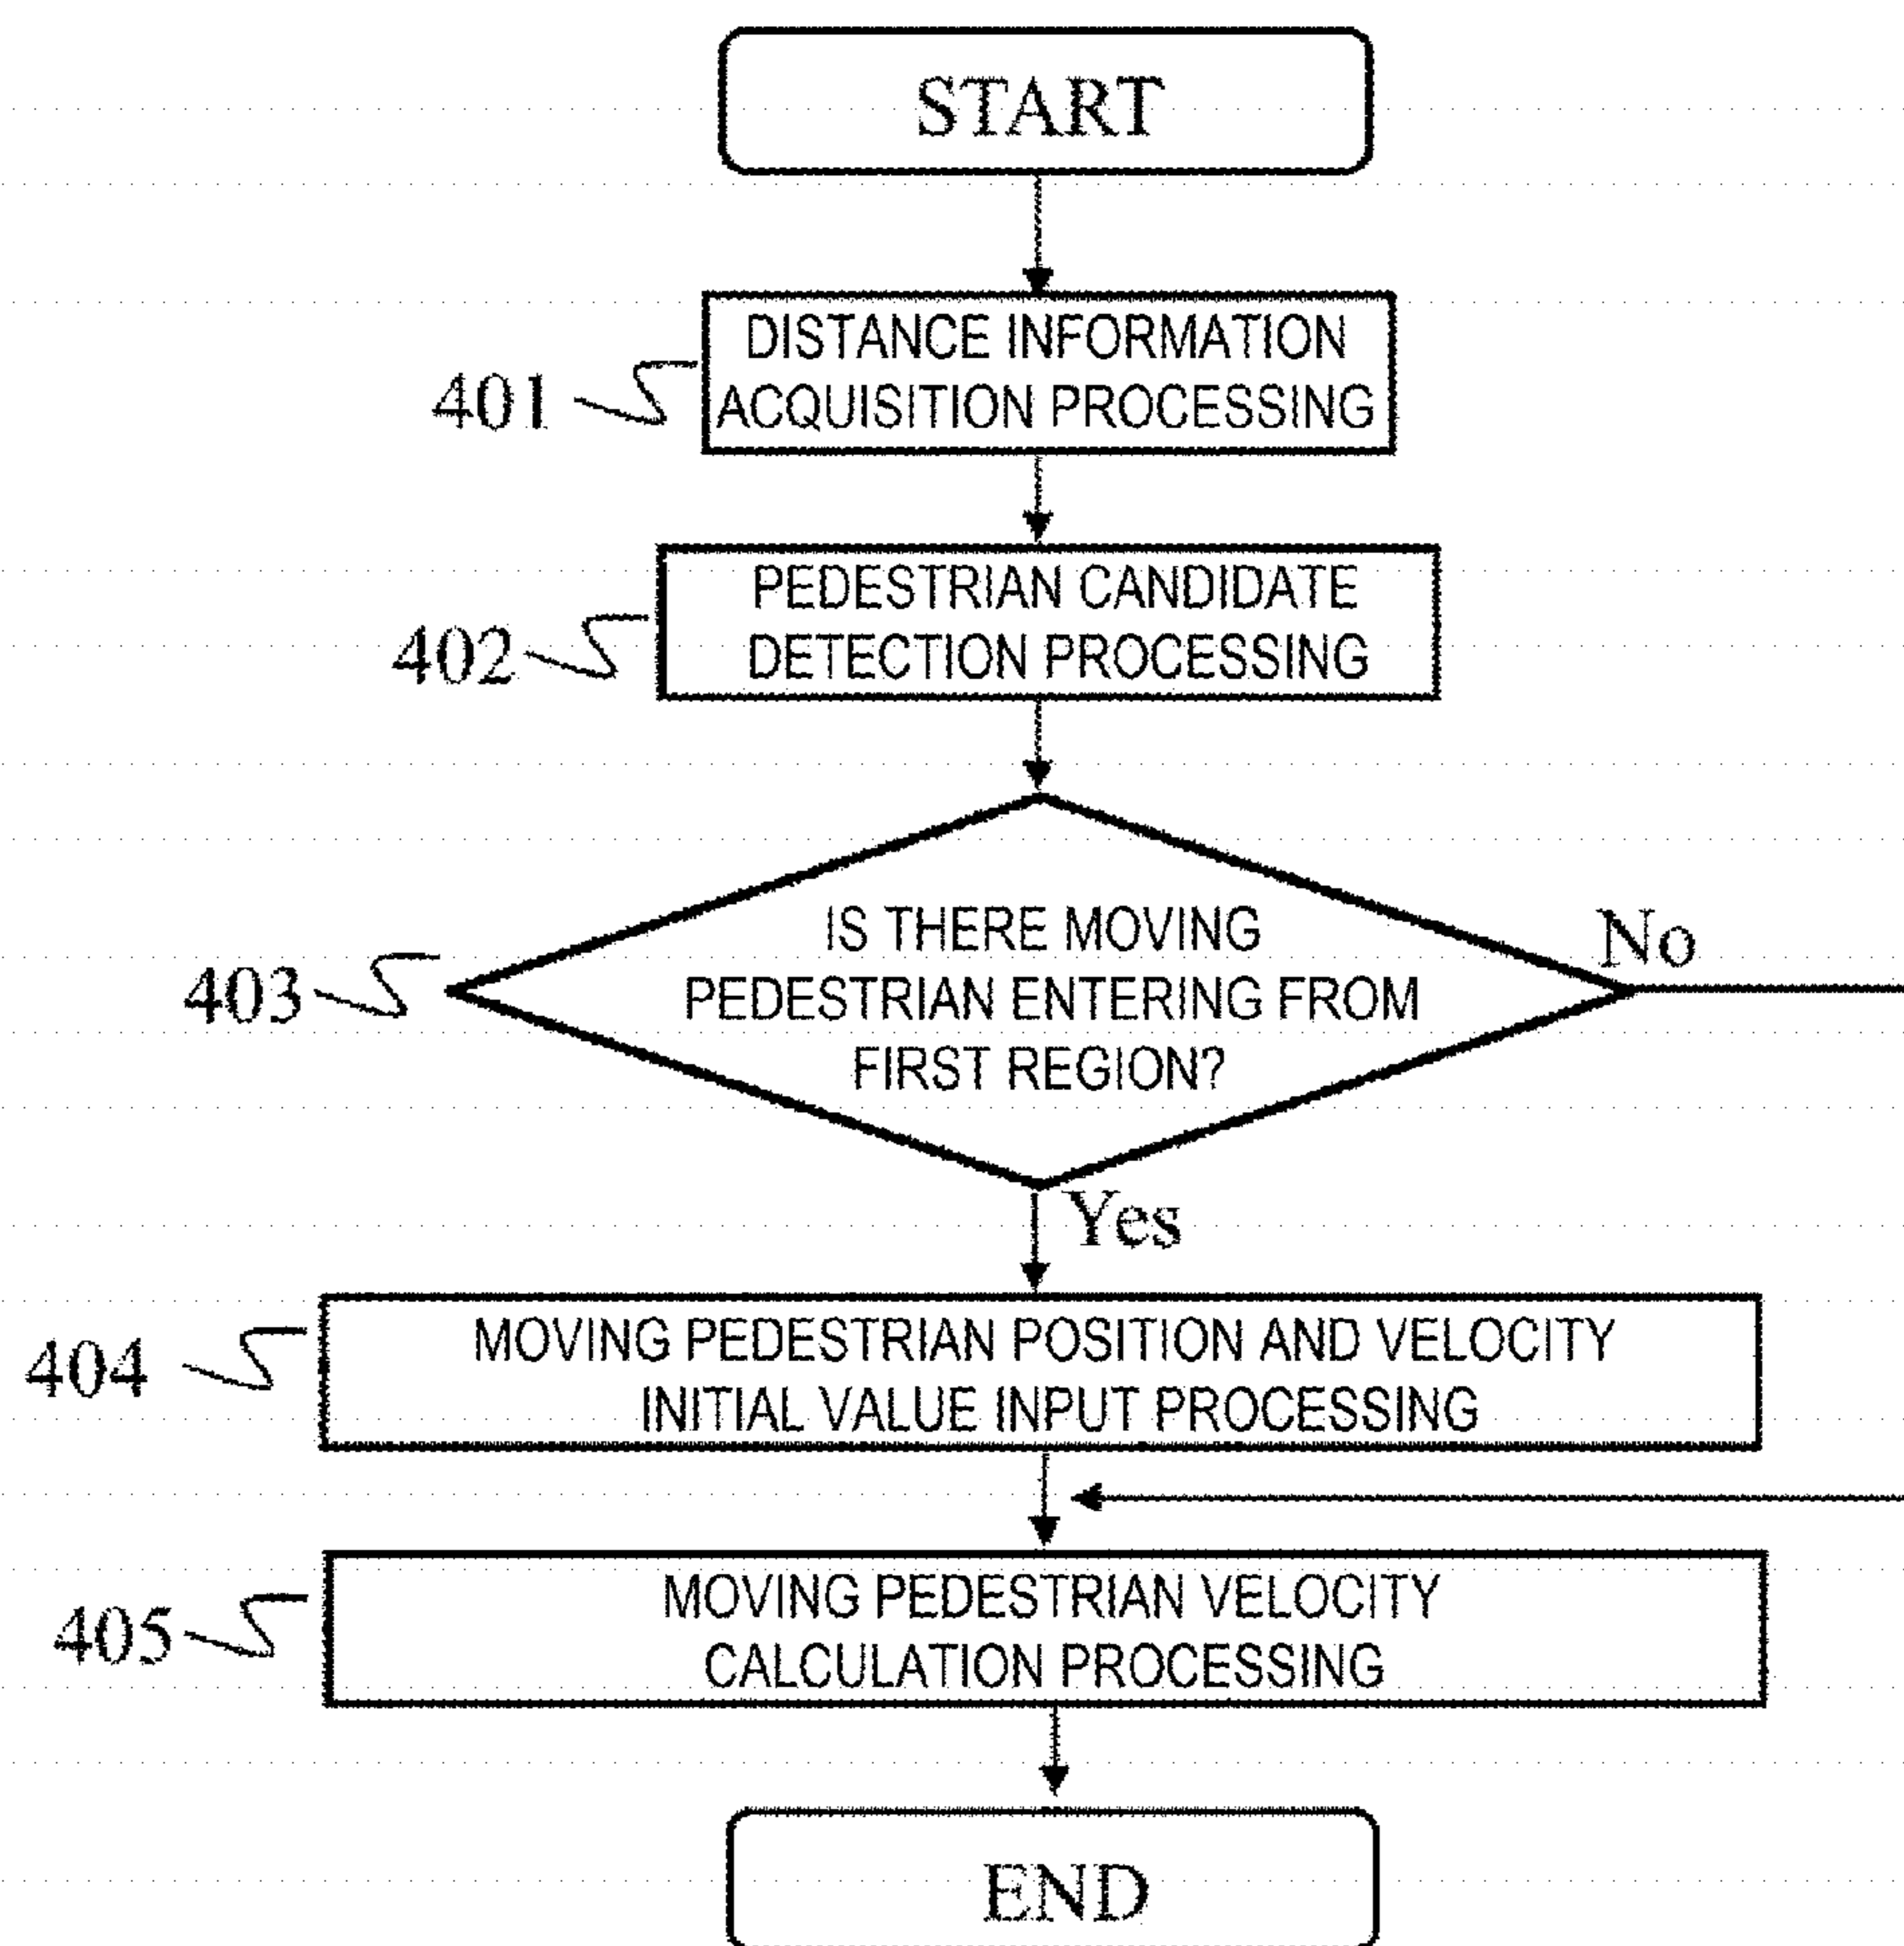 START
DISTANCE INFORMATION
ACQUISITION PROCESSING
401
PEDESTRIAN CANDIDATE
DETECTION PROCESSING
402
IS THERE MOVING
PEDESTRIAN ENTERING FROM
FIRST REGION?
403
No
Yes
MOVING PEDESTRIAN POSITION AND VELOCITY
INITIAL VALUE INPUT PROCESSING
404
MOVING PEDESTRIAN VELOCITY
CALCULATION PROCESSING
405
END